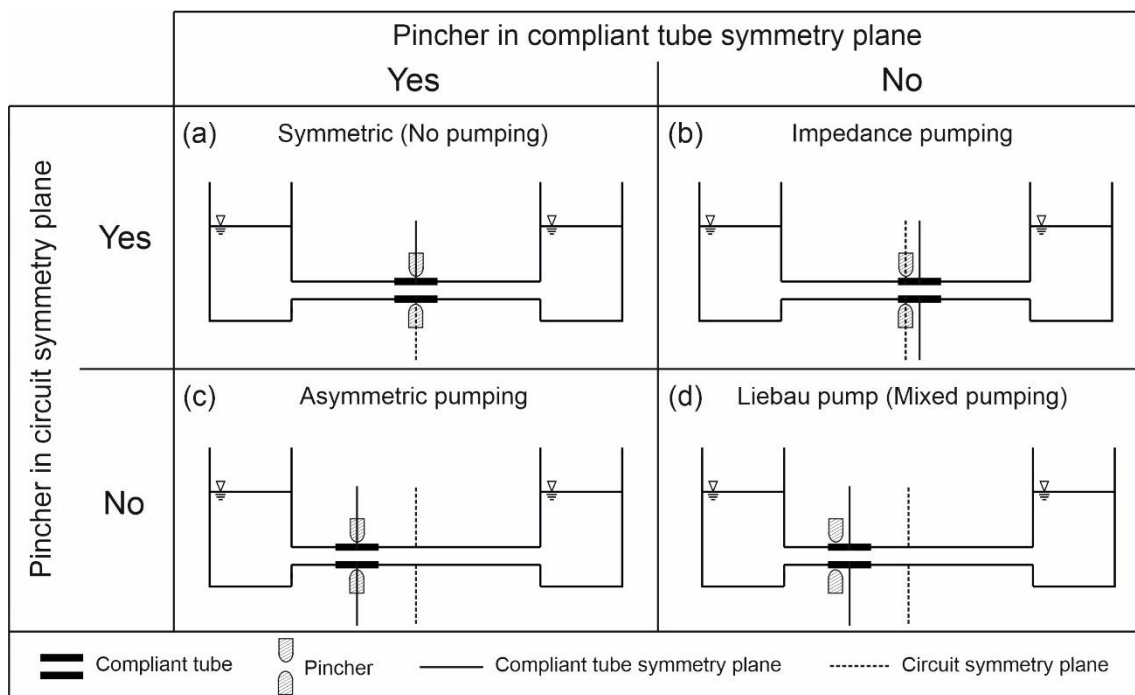 Pincher in compliant tube symmetry plane
Yes
No
Pincher in circuit symmetry plane
Yes
(a)
Symmetric (No pumping)
(b)
Impedance pumping
No
(c)
Asymmetric pumping
(d)
Liebau pump (Mixed pumping)
Compliant tube
Pincher
Compliant tube symmetry plane
Circuit symmetry plane